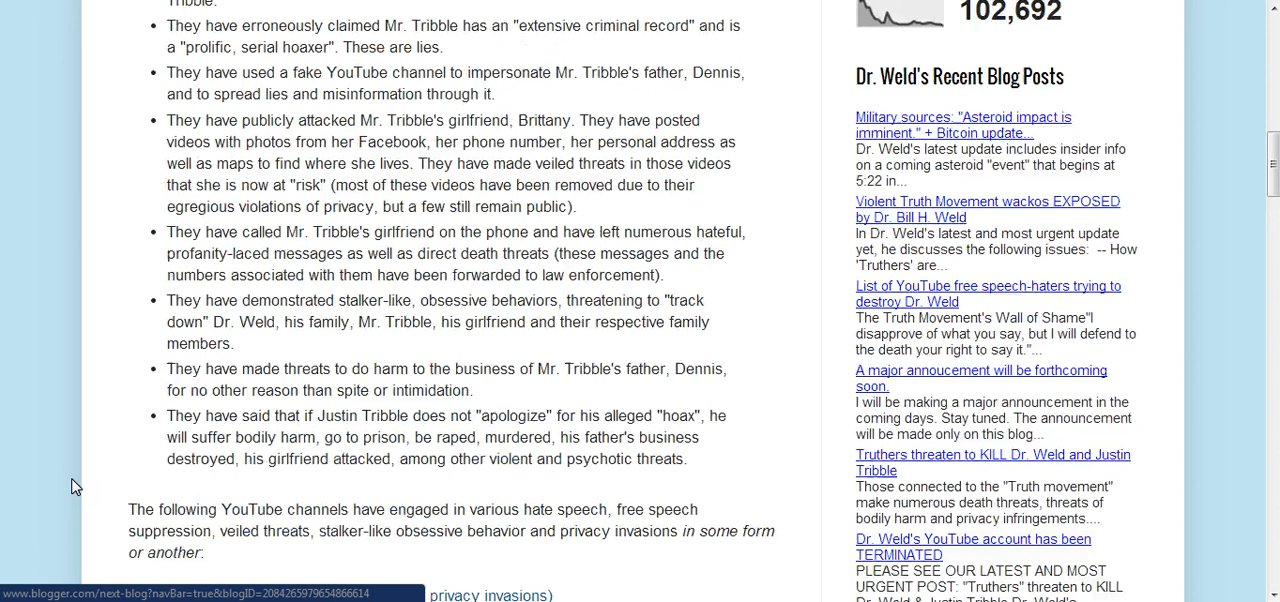 Tribble.
• They have erroneously claimed Mr. Tribble has an "extensive criminal record" and is
a "prolific, serial hoaxer". These are lies.
• They have used a fake YouTube channel to impersonate Mr. Tribble's father, Dennis,
and to spread lies and misinformation through it.
• They have publicly attacked Mr. Tribble's girlfriend, Brittany. They have posted
videos with photos from her Facebook, her phone number, her personal address as
well as maps to find where she lives. They have made veiled threats in those videos
that she is now at "risk" (most of these videos have been removed due to their
egregious violations of privacy, but a few still remain public).
• They have called Mr. Tribble's girlfriend on the phone and have left numerous hateful,
profanity-laced messages as well as direct death threats (these messages and the
numbers associated with them have been forwarded to law enforcement).
• They have demonstrated stalker-like, obsessive behaviors, threatening to "track
down" Dr. Weld, his family, Mr. Tribble, his girlfriend and their respective family
members.
• They have made threats to do harm to the business of Mr. Tribble's father, Dennis,
for no other reason than spite or intimidation.
• They have said that if Justin Tribble does not "apologize" for his alleged "hoax", he
will suffer bodily harm, go to prison, be raped, murdered, his father's business
destroyed, his girlfriend attacked, among other violent and psychotic threats.
The following YouTube channels have engaged in various hate speech, free speech
suppression, veiled threats, stalker-like obsessive behavior and privacy invasions in some form
or another:
privacy invasions)
www.blogger.com/next-blog?navBar=true&blogID=2084265979654866614
102,692
Dr. Weld's Recent Blog Posts
Military sources: "Asteroid impact is
imminent." + Bitcoin update...
Dr. Weld's latest update includes insider info
on a coming asteroid "event" that begins at
5:22 in...
Violent Truth Movement wackos EXPOSED
by Dr. Bill H. Weld
In Dr. Weld's latest and most urgent update
yet, he discusses the following issues:  -- How
'Truthers' are...
List of YouTube free speech-haters trying to
destroy Dr. Weld
The Truth Movement's Wall of Shame"I
disapprove of what you say, but I will defend to
the death your right to say it."...
A major annoucement will be forthcoming
soon.
I will be making a major announcement in the
coming days. Stay tuned. The announcement
will be made only on this blog...
Truthers threaten to KILL Dr. Weld and Justin
Tribble
Those connected to the "Truth movement"
make numerous death threats, threats of
bodily harm and privacy infringements....
Dr. Weld's YouTube account has been
TERMINATED
PLEASE SEE OUR LATEST AND MOST
URGENT POST: "Truthers" threaten to KILL
Dr. Weld & Justin Tribble Dr. Weld's